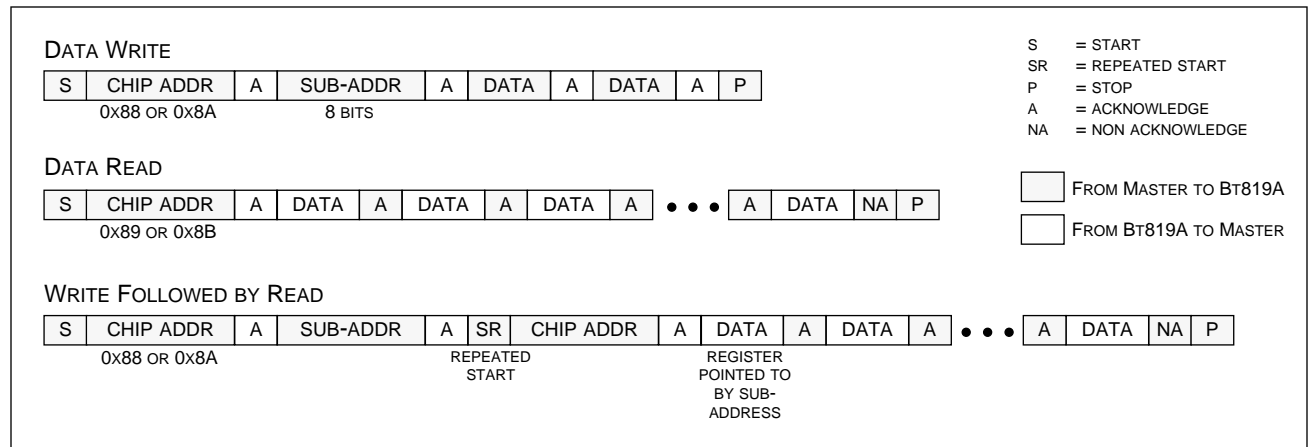 DATA WRITE
S CHIP ADDR A SUB-ADDR A DATA A DATA A P
0X88 OR 0X8A 8 BITS
S = START
SR = REPEATED START
P = STOP
A = ACKNOWLEDGE
NA = NON ACKNOWLEDGE
DATA READ
S CHIP ADDR A DATA A DATA A DATA A • • • A DATA NA P
0X89 OR 0X8B
FROM MASTER TO BT819A
FROM BT819A TO MASTER
WRITE FOLLOWED BY READ
S CHIP ADDR A SUB-ADDR A SR CHIP ADDR A DATA A DATA A • • • A DATA NA P
0X88 OR 0X8A
REPEATED
START
REGISTER
POINTED TO
BY SUB-
ADDRESS